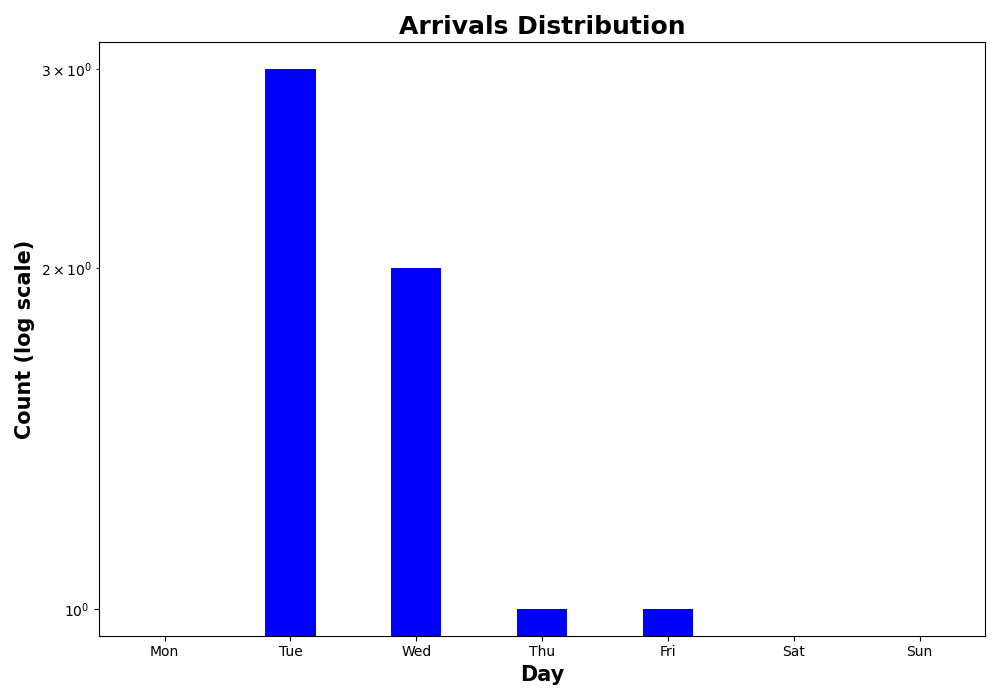 Arrivals Distribution
3 × 10⁰
2 × 10⁰
10⁰
Count (log scale)
Mon Tue Wed Thu Fri Sat Sun
Day